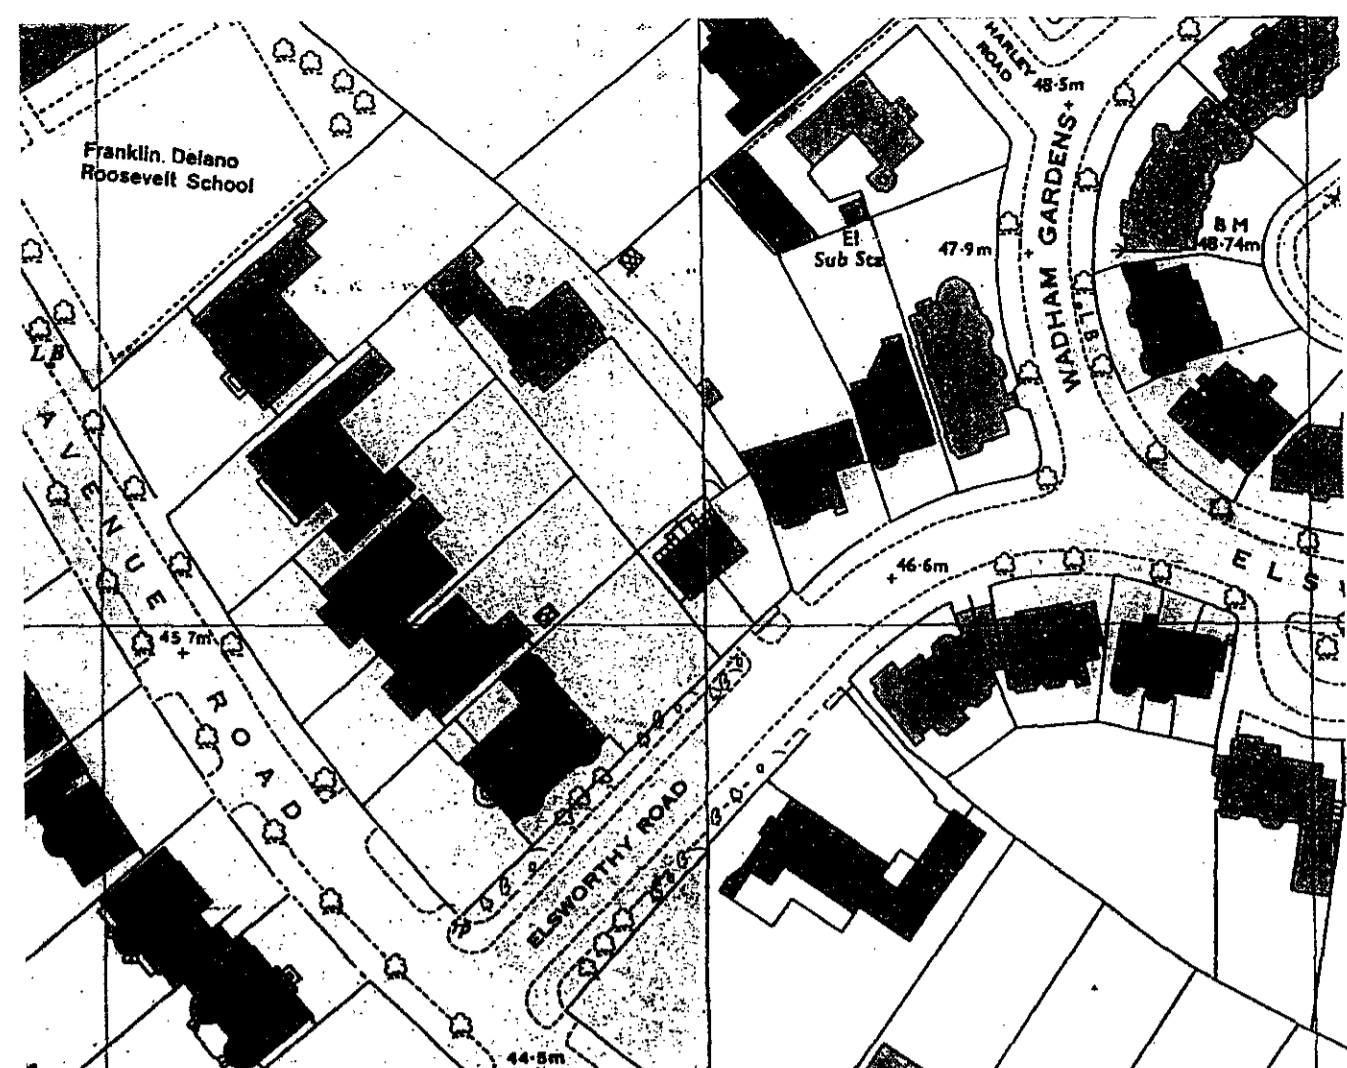 HARLEY
ROAD
48·5m
Franklin. Delano
Roosevelt School
WADHAM GARDENS
B M
48·74m
El
Sub Sta
47·9m
L B
L B
AVENUE ROAD
46·6m
ELS
45·7m
ELSWORTHY ROAD
44·5m